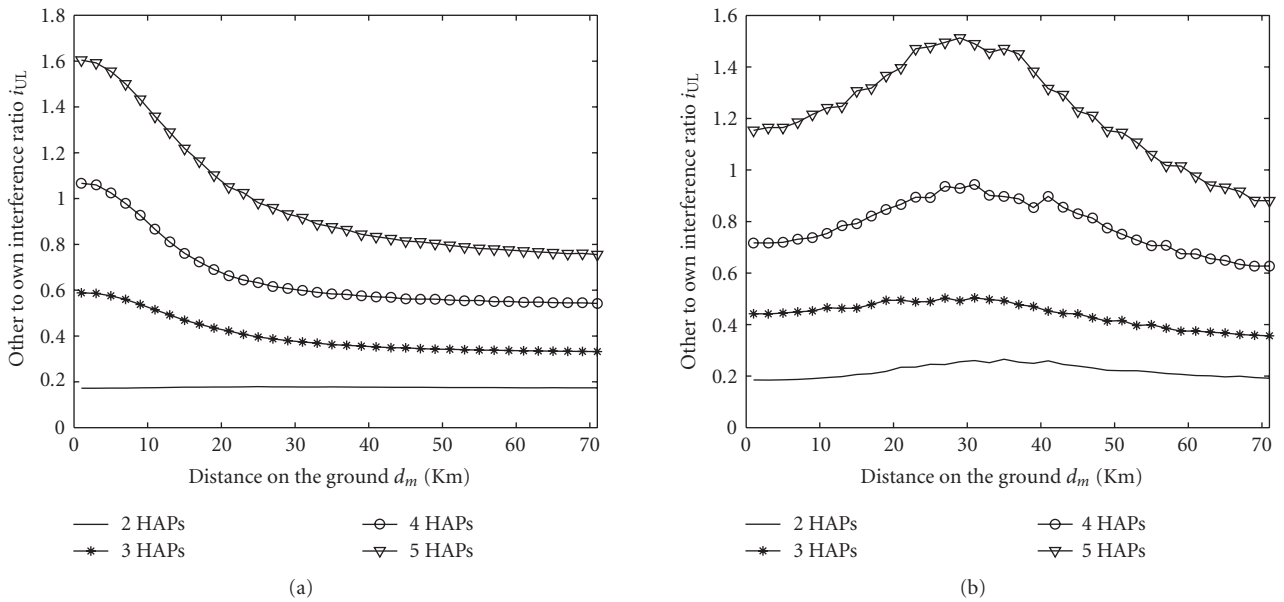 1.8
1.6
1.4
1.2
1
0.8
0.6
0.4
0.2
0
Other to own interference ratio i_UL
0 10 20 30 40 50 60 70
Distance on the ground d_m (Km)
2 HAPs
3 HAPs
4 HAPs
5 HAPs
(a)
1.6
1.4
1.2
1
0.8
0.6
0.4
0.2
0
Other to own interference ratio i_UL
0 10 20 30 40 50 60 70
Distance on the ground d_m (Km)
2 HAPs
3 HAPs
4 HAPs
5 HAPs
(b)